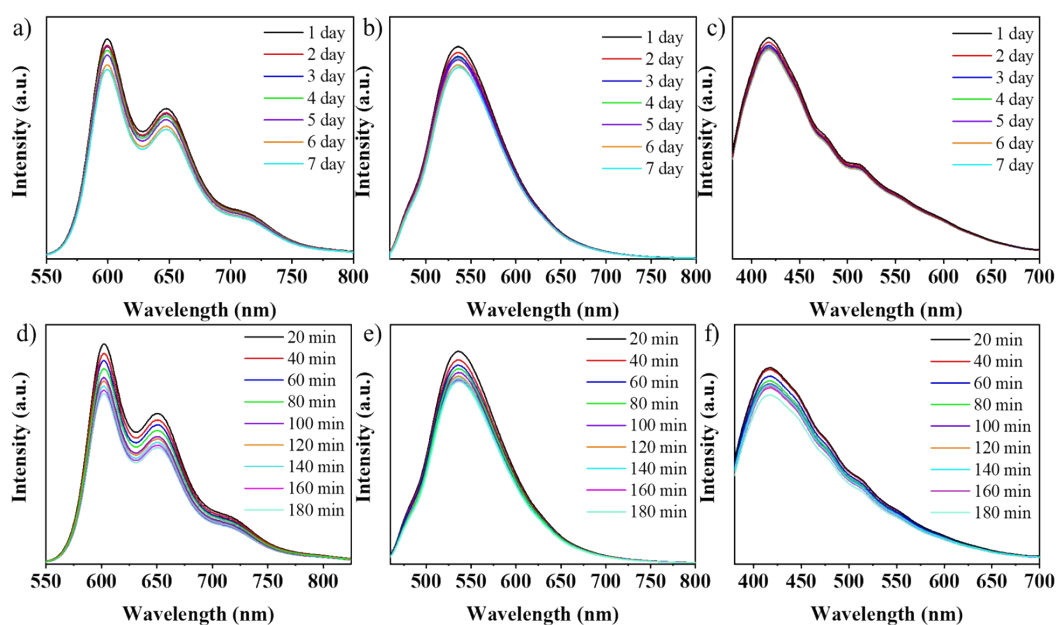 a)
1 day
2 day
3 day
4 day
5 day
6 day
7 day
Intensity (a.u.)
550 600 650 700 750 800
Wavelength (nm)
b)
1 day
2 day
3 day
4 day
5 day
6 day
7 day
Intensity (a.u.)
500 550 600 650 700 750 800
Wavelength (nm)
c)
1 day
2 day
3 day
4 day
5 day
6 day
7 day
Intensity (a.u.)
400 450 500 550 600 650 700
Wavelength (nm)
d)
20 min
40 min
60 min
80 min
100 min
120 min
140 min
160 min
180 min
Intensity (a.u.)
550 600 650 700 750 800
Wavelength (nm)
e)
20 min
40 min
60 min
80 min
100 min
120 min
140 min
160 min
180 min
Intensity (a.u.)
500 550 600 650 700 750 800
Wavelength (nm)
f)
20 min
40 min
60 min
80 min
100 min
120 min
140 min
160 min
180 min
Intensity (a.u.)
400 450 500 550 600 650 700
Wavelength (nm)